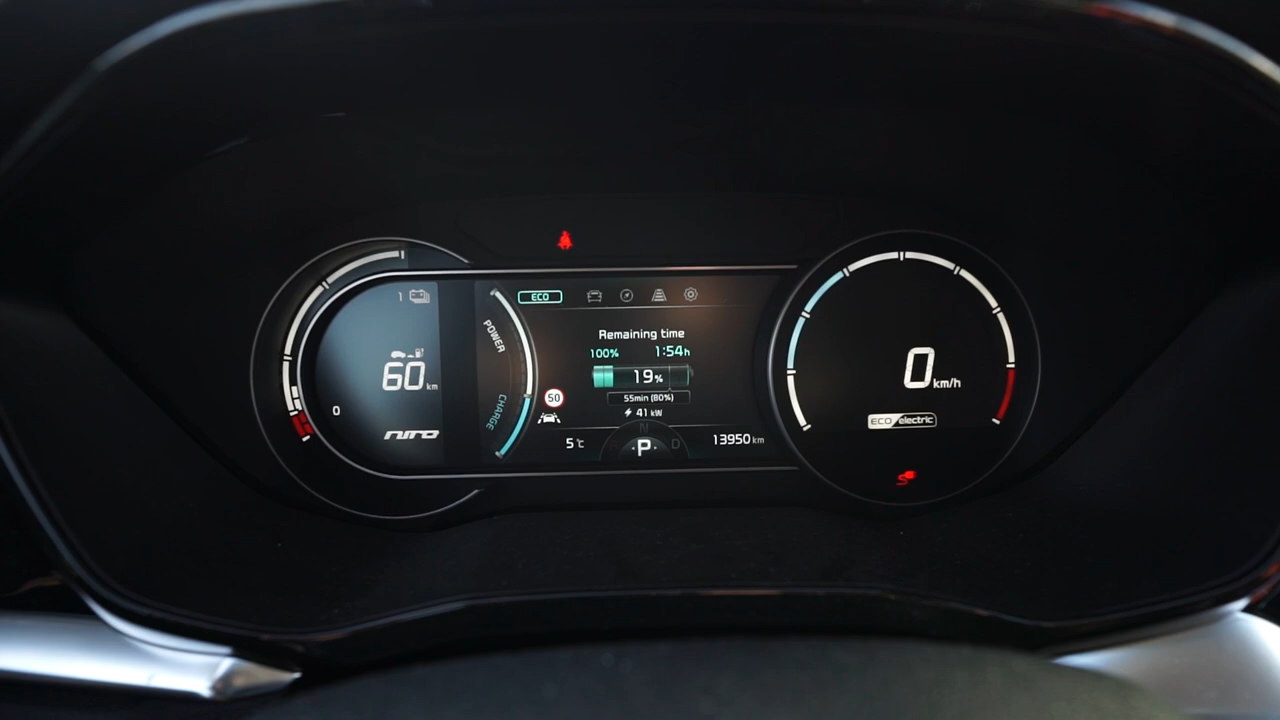 1
ECO
POWER
Remaining time
100% 1:54h
60 km
19%
0 km/h
CHARGE
50
55min (80%)
0
41 kW
ECO electric
NIRO
5℃
N
P
D
13950 km